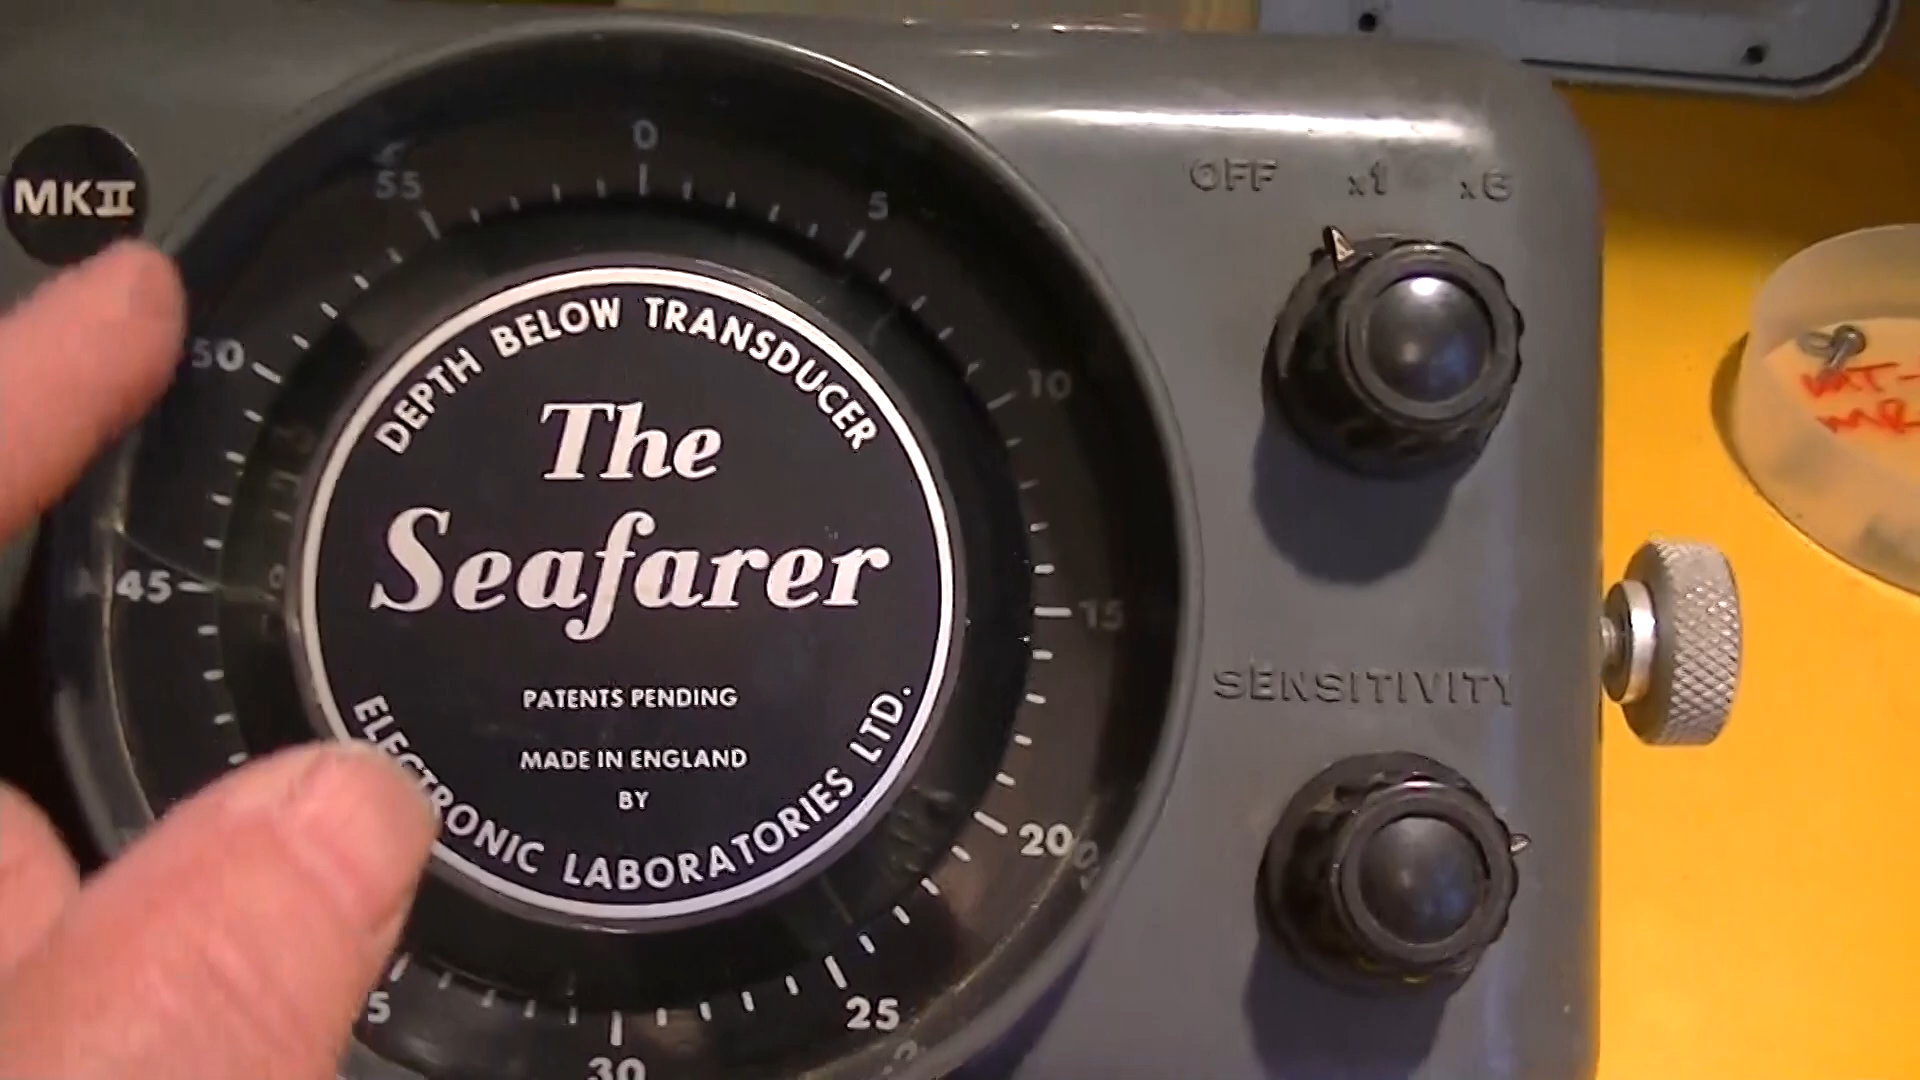 MKII
0
5
10
15
20
25
30
45
50
55
DEPTH BELOW TRANSDUCER
The
Seafarer
PATENTS PENDING
MADE IN ENGLAND
BY
ELECTRONIC LABORATORIES LTD.
OFF x1 x6
SENSITIVITY